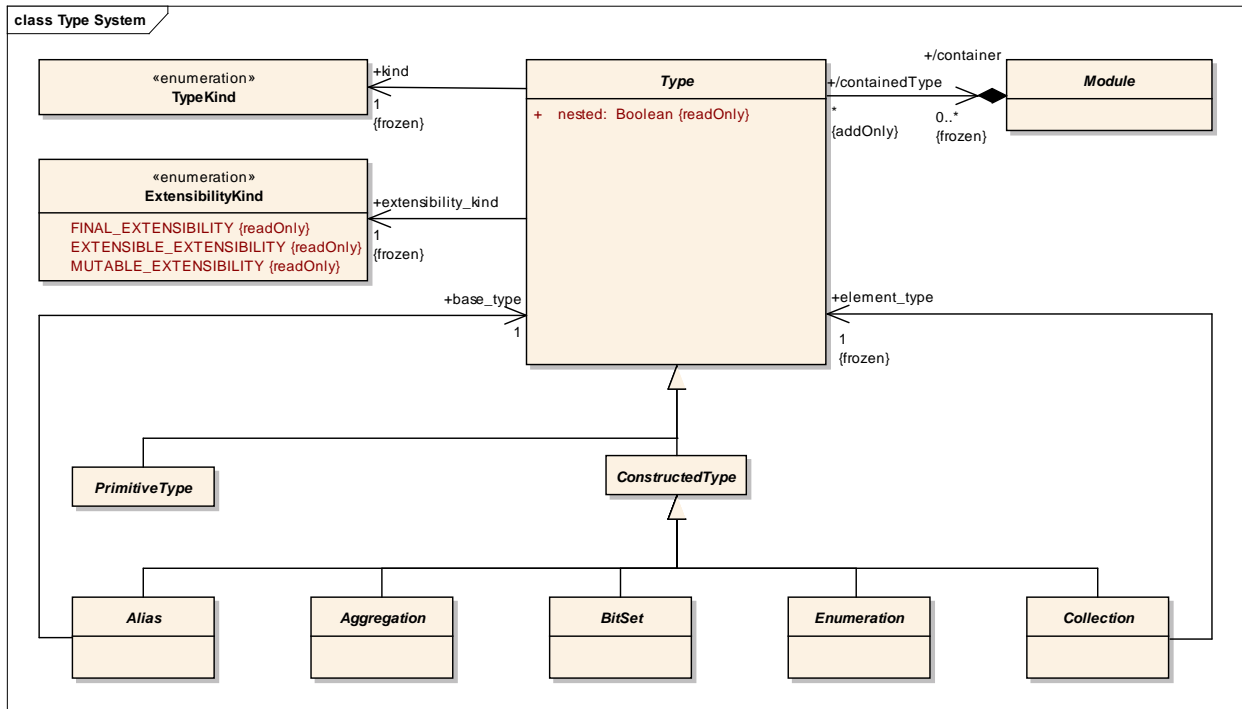 class Type System
«enumeration»
TypeKind
+kind
1
{frozen}
Type
+ nested: Boolean {readOnly}
+/containedType
*
{addOnly}
+/container
0..*
{frozen}
Module
«enumeration»
ExtensibilityKind
FINAL_EXTENSIBILITY {readOnly}
EXTENSIBLE_EXTENSIBILITY {readOnly}
MUTABLE_EXTENSIBILITY {readOnly}
+extensibility_kind
1
{frozen}
+base_type
1
+element_type
1
{frozen}
PrimitiveType
ConstructedType
Alias
Aggregation
BitSet
Enumeration
Collection